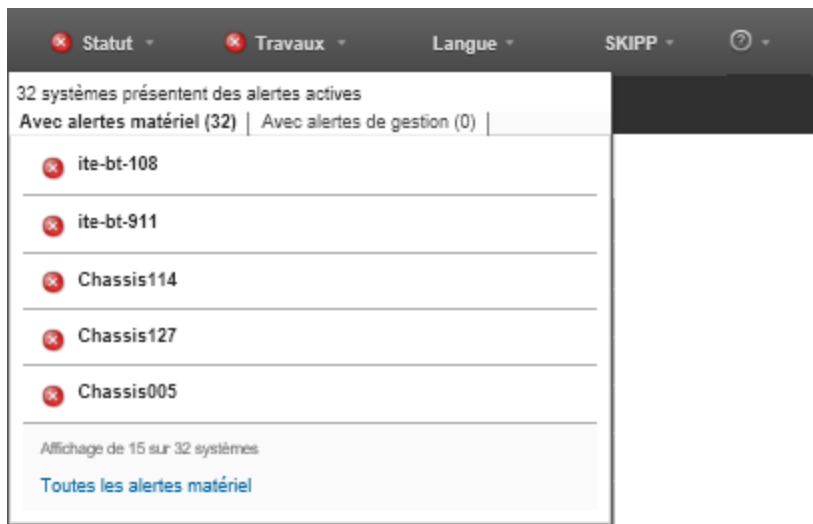 Statut Travaux Langue SKIPP ?
32 systèmes présentent des alertes actives
Avec alertes matériel (32) | Avec alertes de gestion (0) |
ite-bt-108
ite-bt-911
Chassis114
Chassis127
Chassis005
Affichage de 15 sur 32 systèmes
Toutes les alertes matériel